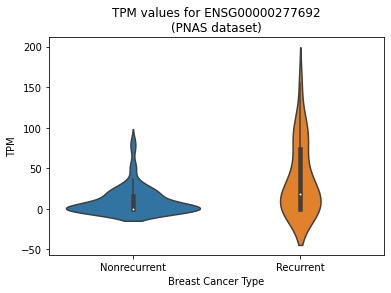 TPM values for ENSG00000277692
(PNAS dataset)
200
150
100
50
0
−50
TPM
Nonrecurrent
Recurrent
Breast Cancer Type